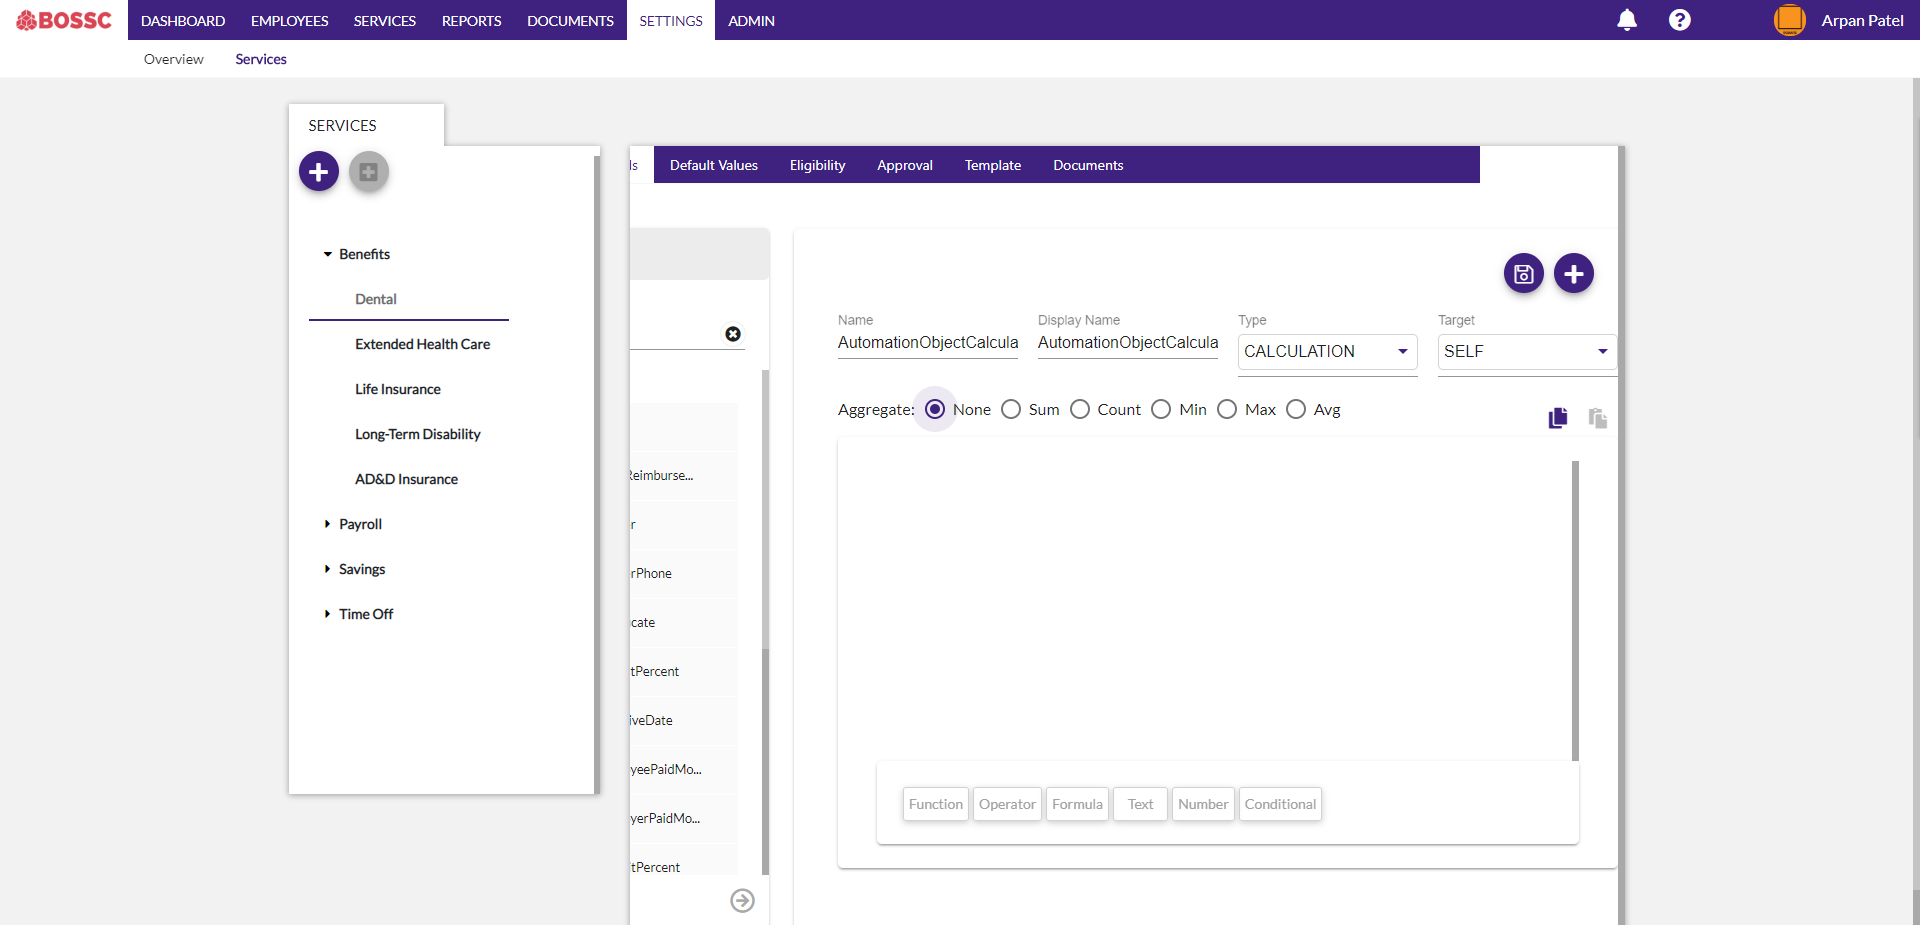 BOSSC
DASHBOARD EMPLOYEES SERVICES REPORTS DOCUMENTS SETTINGS ADMIN
Arpan Patel
Overview Services
SERVICES
Benefits
Dental
Extended Health Care
Life Insurance
Long-Term Disability
AD&D Insurance
Payroll
Savings
Time Off
ls Default Values Eligibility Approval Template Documents
Reimburse...
r
rPhone
cate
tPercent
iveDate
yeePaidMo...
yerPaidMo...
tPercent
Name Display Name Type Target
AutomationObjectCalcula AutomationObjectCalcula CALCULATION SELF
Aggregate: None Sum Count Min Max Avg
Function Operator Formula Text Number Conditional